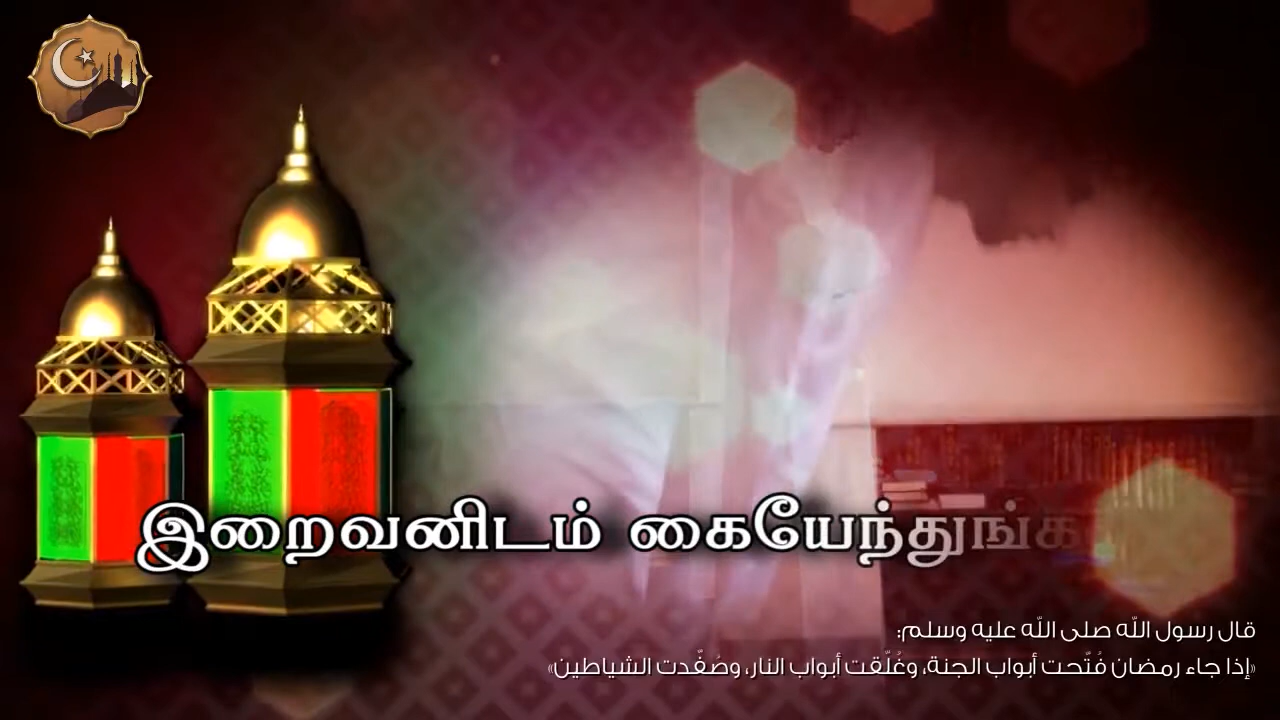 இறைவனிடம் கையேந்துங்க
قال رسول الله صلى الله عليه وسلم:
«إذا جاء رمضان فُتّحت أبواب الجنة، وغُلّقت أبواب النار، وصُفّدت الشياطين»